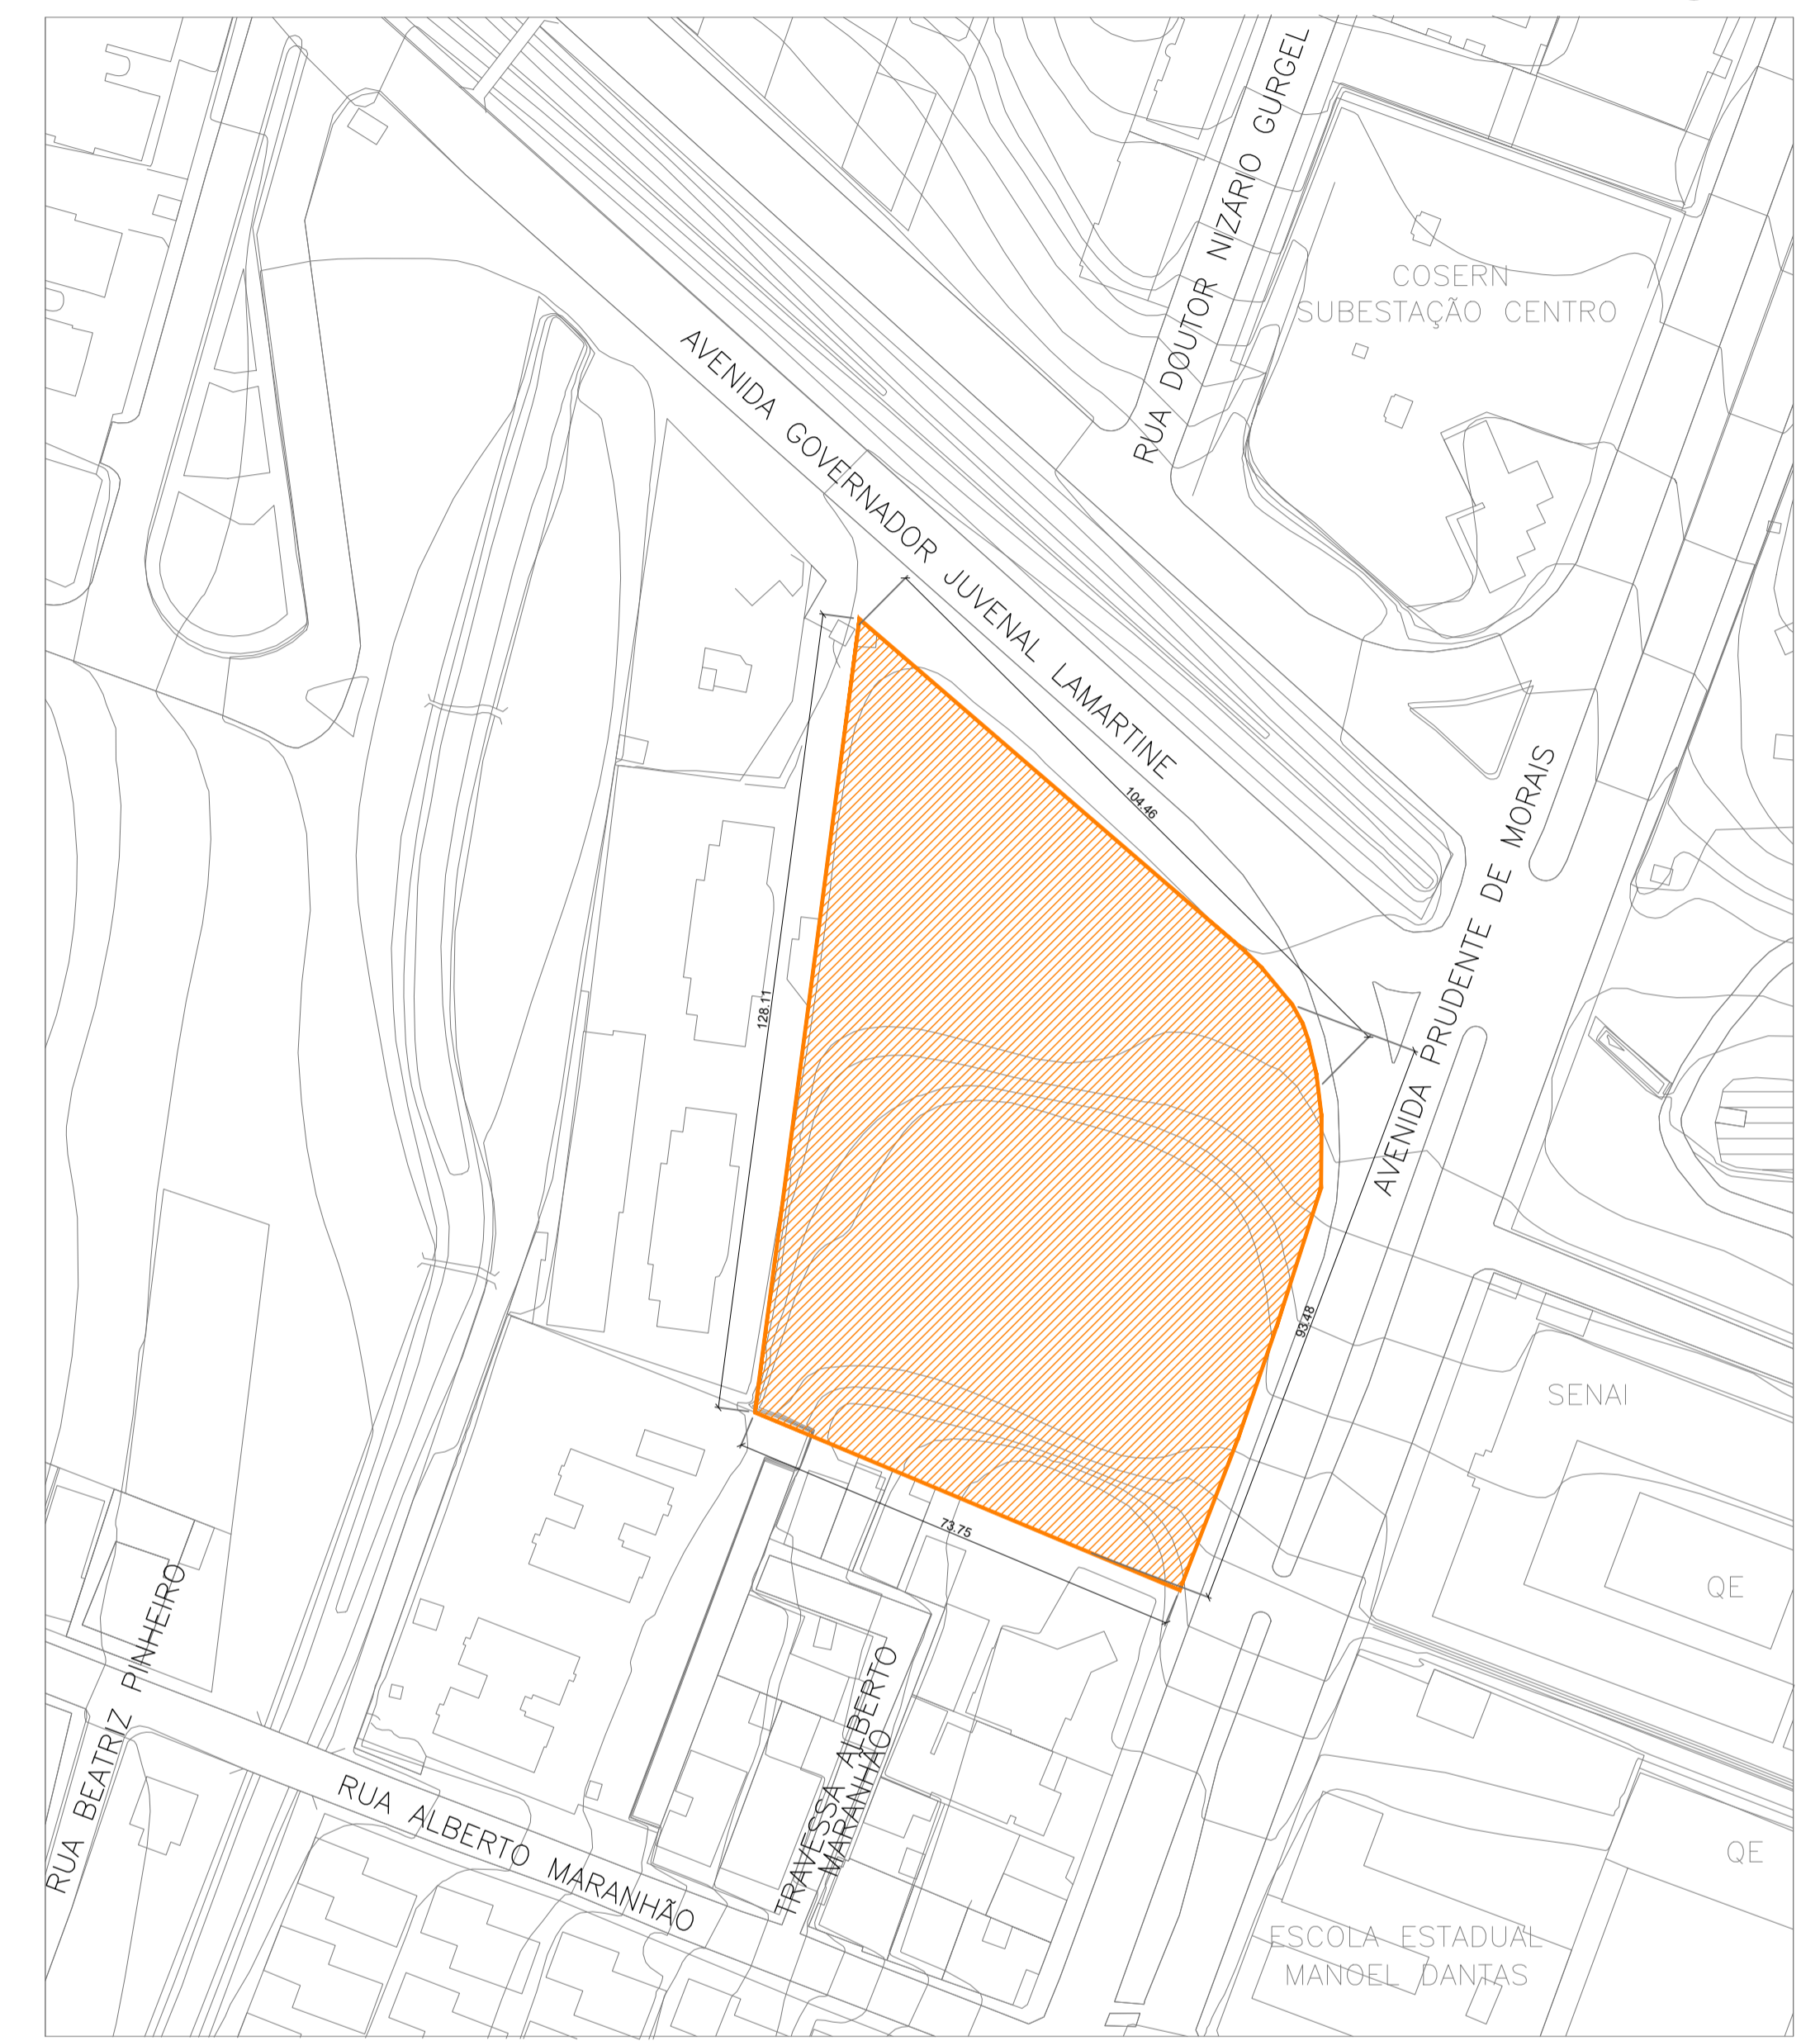 RUA DOUTOR NIZÁRIO GURGEL
COSERN
SUBESTAÇÃO CENTRO
AVENIDA GOVERNADOR JUVENAL LAMARTINE
104.46
AVENIDA PRUDENTE DE MORAIS
128.11
93.48
SENAI
73.75
QE
RUA BEATRIZ PINHEIRO
TRAVESSA ALBERTO
MARANHÃO
RUA ALBERTO MARANHÃO
QE
ESCOLA ESTADUAL
MANOEL DANTAS